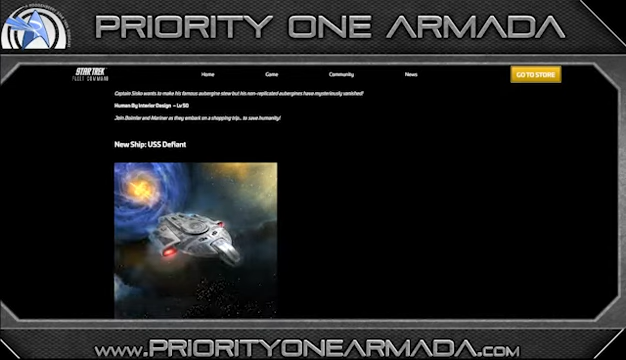 PRIORITY ONE ARMADA
STAR TREK
FLEET COMMAND
Home
Game
Community
News
GO TO STORE
Captain Sisko wants to make his famous aubergine stew but his non-replicated aubergines have mysteriously vanished!
Human By Interior Design – Lv 50
Join Boimler and Mariner as they embark on a shopping trip... to save humanity!
New Ship: USS Defiant
www.PRIORITYONEARMADA.com